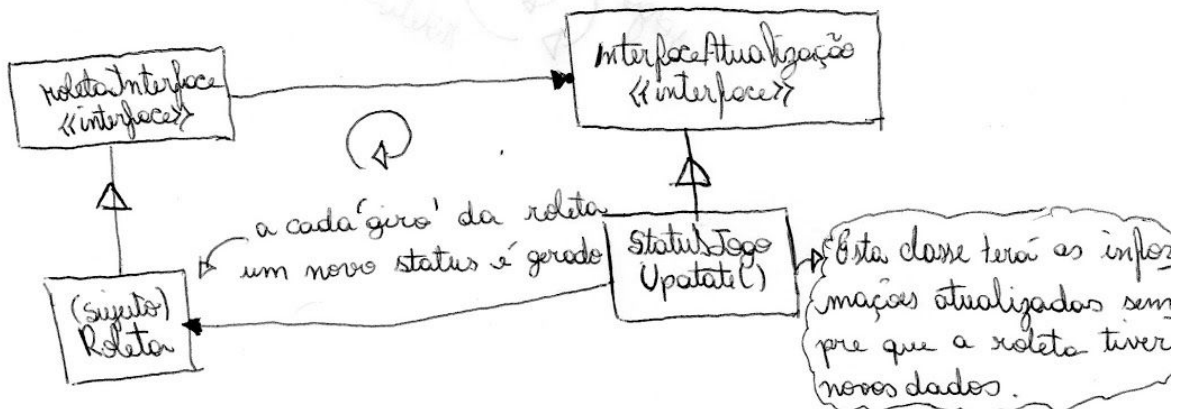 roletaInterface
<<interface>>
InterfaceAtualização
<<interface>>
a cada 'giro' da roleta
um novo status é gerado
(sujeito)
Roleta
StatusJogo
Upatate()
Esta classe terá as infor
mações atualizadas sem
pre que a roleta tiver
novos dados.